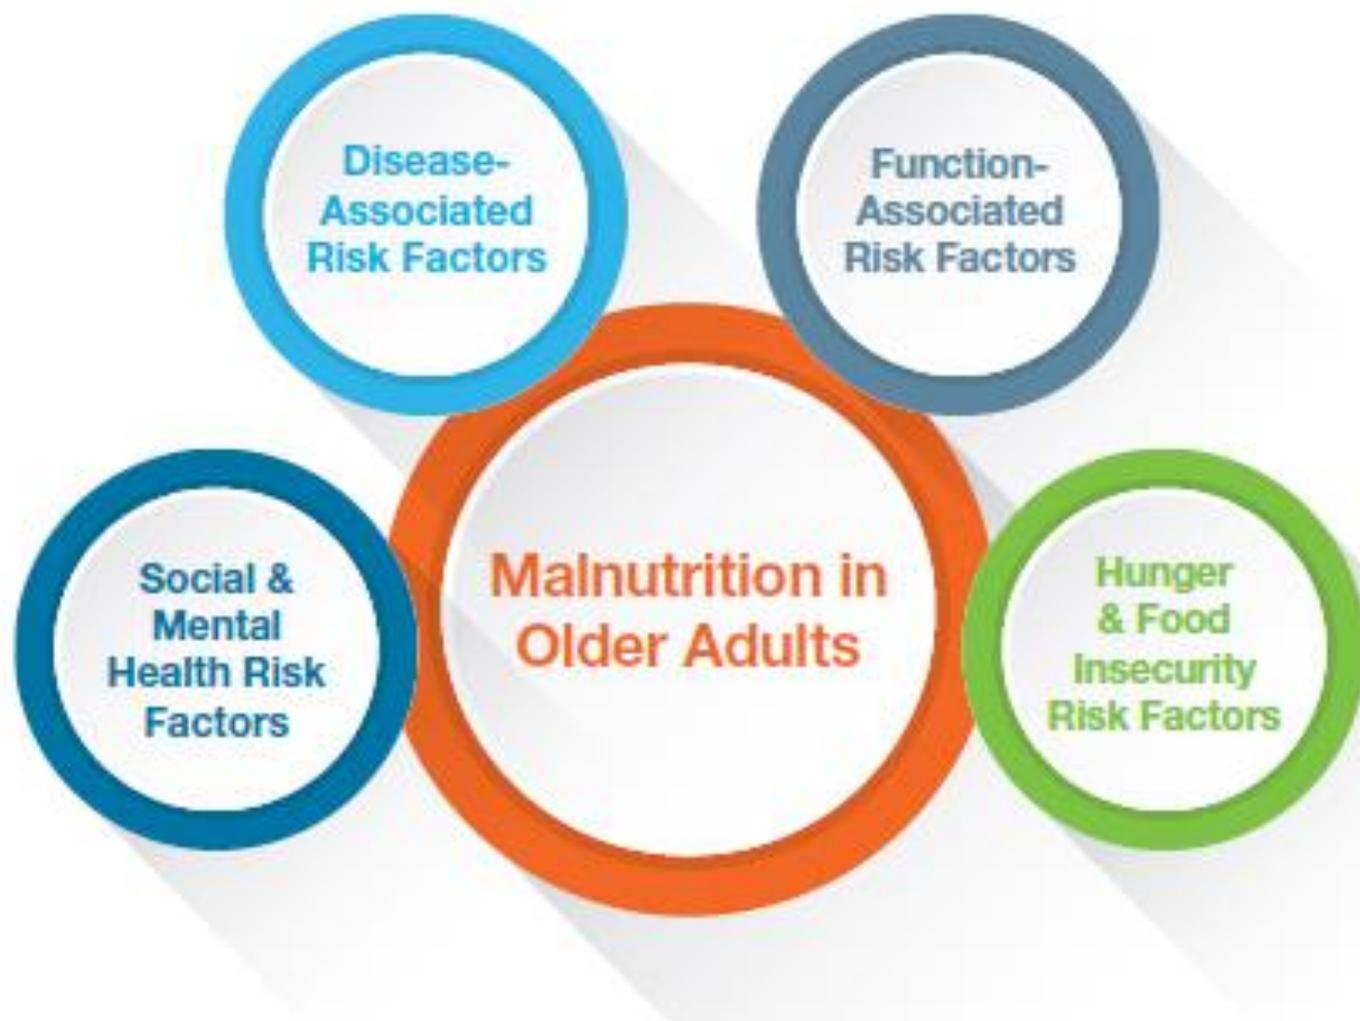 Disease-
Associated
Risk Factors
Function-
Associated
Risk Factors
Social &
Mental
Health Risk
Factors
Malnutrition in
Older Adults
Hunger
& Food
Insecurity
Risk Factors